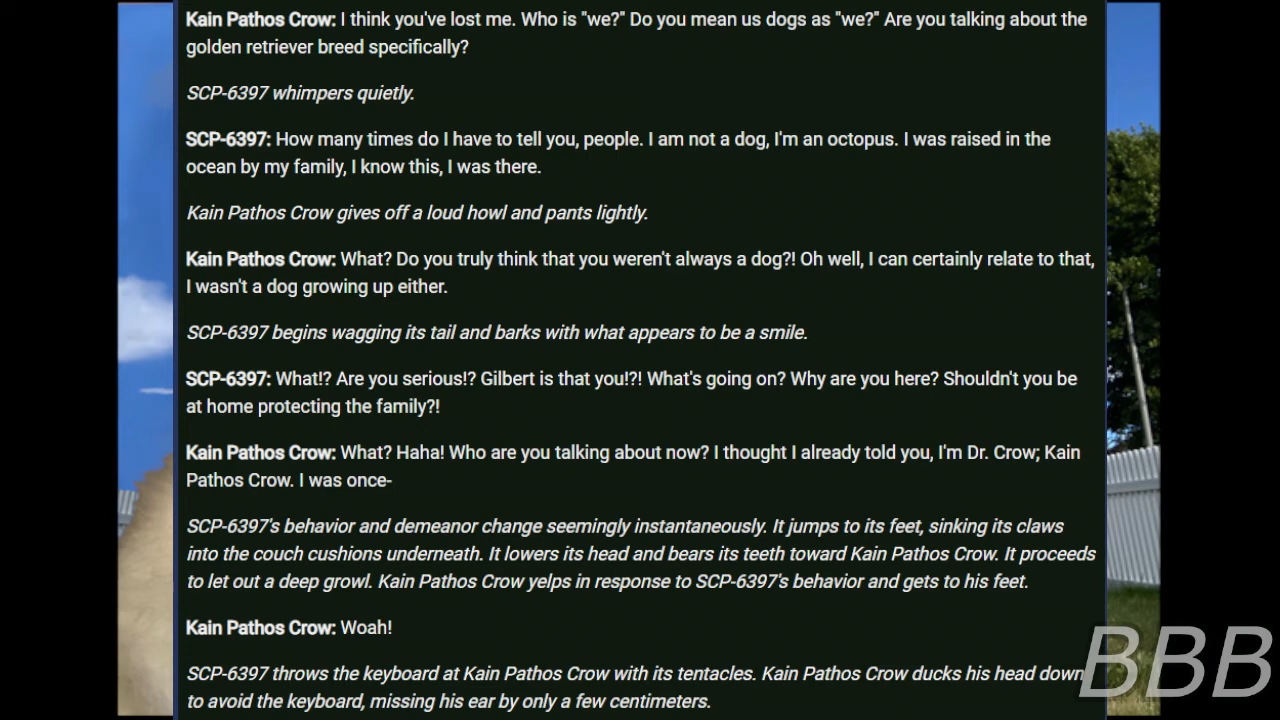 Kain Pathos Crow: I think you've lost me. Who is "we?" Do you mean us dogs as "we?" Are you talking about the
golden retriever breed specifically?
SCP-6397 whimpers quietly.
SCP-6397: How many times do I have to tell you, people. I am not a dog, I'm an octopus. I was raised in the
ocean by my family, I know this, I was there.
Kain Pathos Crow gives off a loud howl and pants lightly.
Kain Pathos Crow: What? Do you truly think that you weren't always a dog?! Oh well, I can certainly relate to that,
I wasn't a dog growing up either.
SCP-6397 begins wagging its tail and barks with what appears to be a smile.
SCP-6397: What!? Are you serious!? Gilbert is that you!?! What's going on? Why are you here? Shouldn't you be
at home protecting the family?!
Kain Pathos Crow: What? Haha! Who are you talking about now? I thought I already told you, I'm Dr. Crow; Kain
Pathos Crow. I was once-
SCP-6397's behavior and demeanor change seemingly instantaneously. It jumps to its feet, sinking its claws
into the couch cushions underneath. It lowers its head and bears its teeth toward Kain Pathos Crow. It proceeds
to let out a deep growl. Kain Pathos Crow yelps in response to SCP-6397's behavior and gets to his feet.
Kain Pathos Crow: Woah!
SCP-6397 throws the keyboard at Kain Pathos Crow with its tentacles. Kain Pathos Crow ducks his head down
to avoid the keyboard, missing his ear by only a few centimeters.
BBB